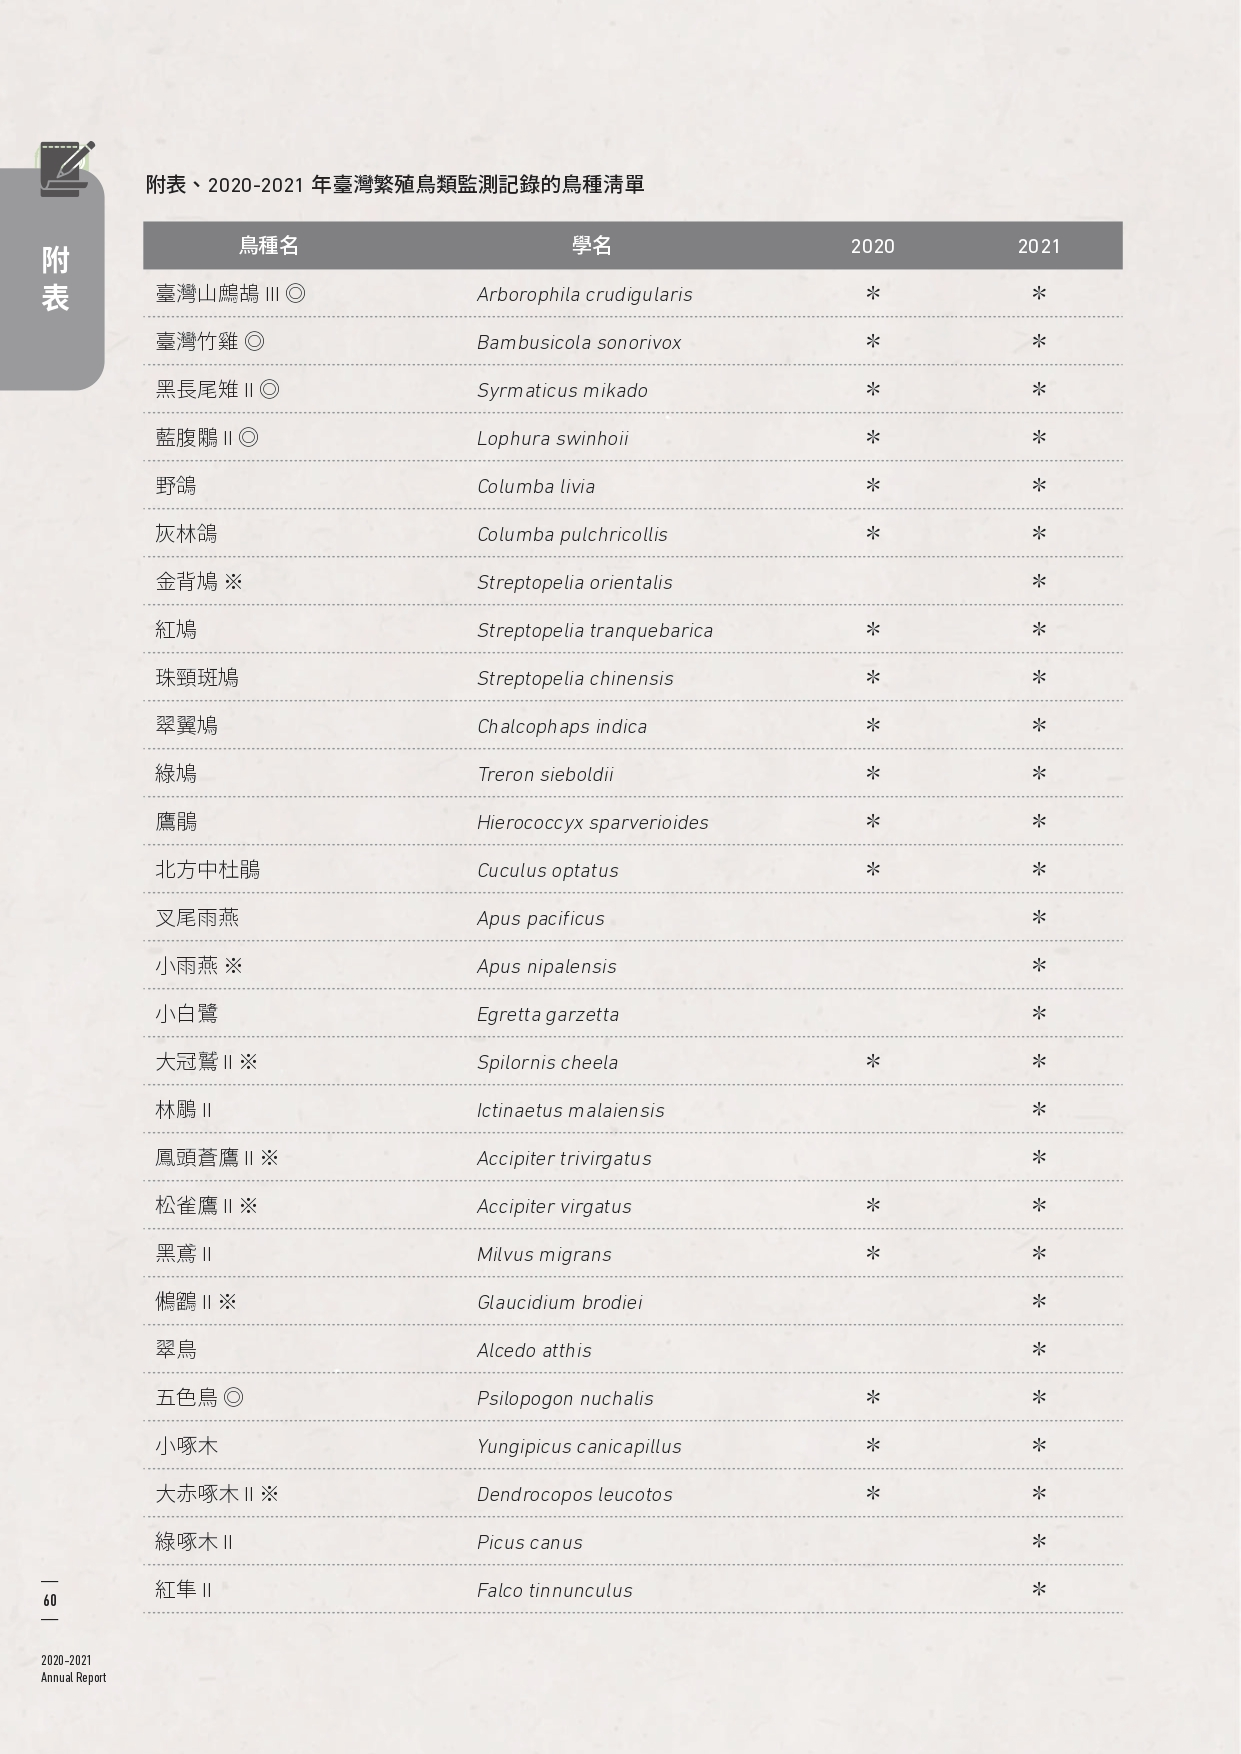 附表
附表、2020-2021 年臺灣繁殖鳥類監測記錄的鳥種清單
鳥種名 學名 2020 2021
臺灣山鷓鴣 III ◎ Arborophila crudigularis * *
臺灣竹雞 ◎ Bambusicola sonorivox * *
黑長尾雉 II ◎ Syrmaticus mikado * *
藍腹鷴 II ◎ Lophura swinhoii * *
野鴿 Columba livia * *
灰林鴿 Columba pulchricollis * *
金背鳩 ※ Streptopelia orientalis *
紅鳩 Streptopelia tranquebarica * *
珠頸斑鳩 Streptopelia chinensis * *
翠翼鳩 Chalcophaps indica * *
綠鳩 Treron sieboldii * *
鷹鵑 Hierococcyx sparverioides * *
北方中杜鵑 Cuculus optatus * *
叉尾雨燕 Apus pacificus *
小雨燕 ※ Apus nipalensis *
小白鷺 Egretta garzetta *
大冠鷲 II ※ Spilornis cheela * *
林鵰 II Ictinaetus malaiensis *
鳳頭蒼鷹 II ※ Accipiter trivirgatus *
松雀鷹 II ※ Accipiter virgatus * *
黑鳶 II Milvus migrans * *
鵂鶹 II ※ Glaucidium brodiei *
翠鳥 Alcedo atthis *
五色鳥 ◎ Psilopogon nuchalis * *
小啄木 Yungipicus canicapillus * *
大赤啄木 II ※ Dendrocopos leucotos * *
綠啄木 II Picus canus *
紅隼 II Falco tinnunculus *
60
2020-2021
Annual Report